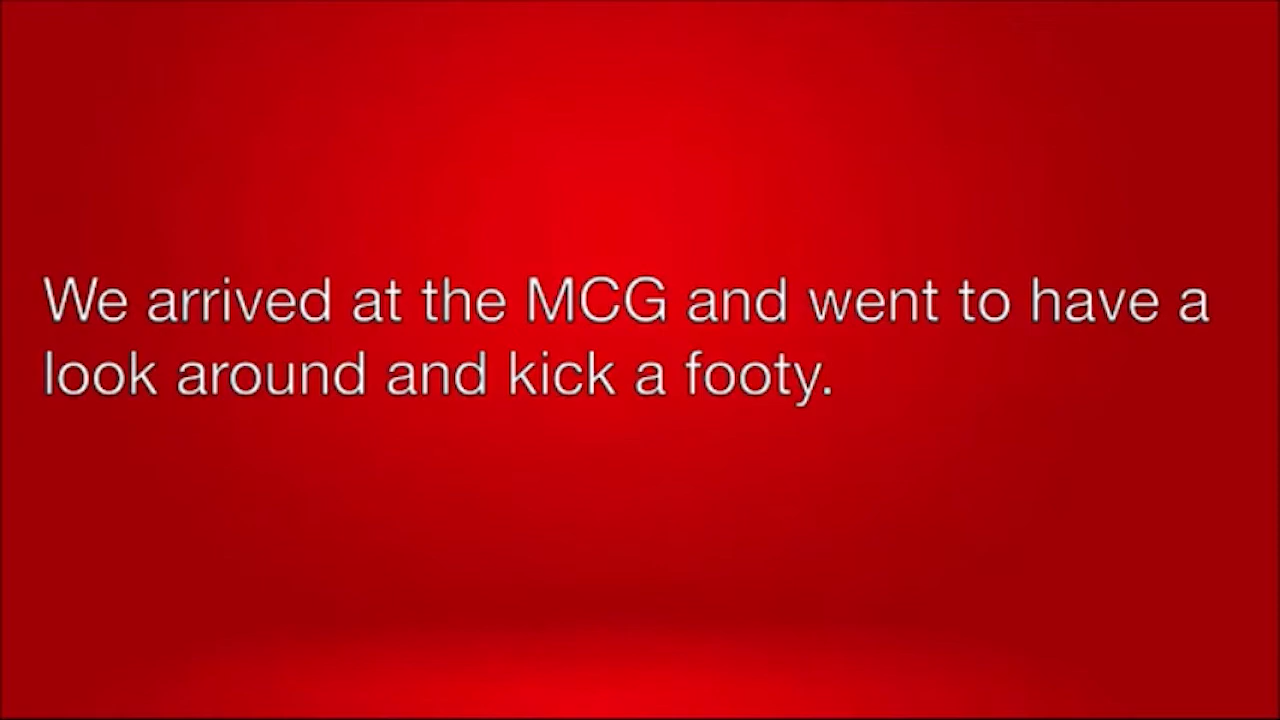 We arrived at the MCG and went to have a
look around and kick a footy.